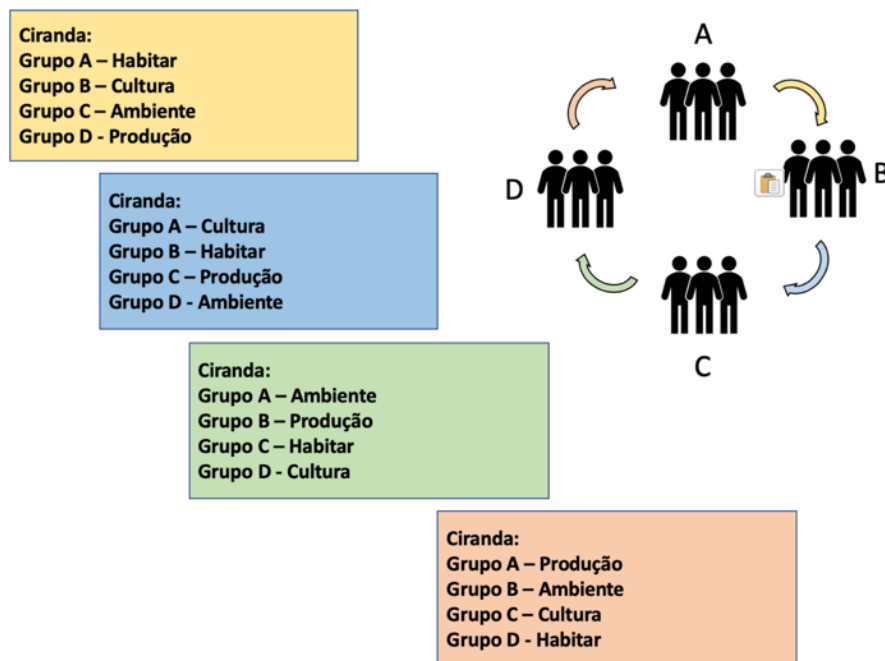 Ciranda:
Grupo A – Habitar
Grupo B – Cultura
Grupo C – Ambiente
Grupo D - Produção
Ciranda:
Grupo A – Cultura
Grupo B – Habitar
Grupo C – Produção
Grupo D - Ambiente
Ciranda:
Grupo A – Ambiente
Grupo B – Produção
Grupo C – Habitar
Grupo D - Cultura
Ciranda:
Grupo A – Produção
Grupo B – Ambiente
Grupo C – Cultura
Grupo D - Habitar
A
B
D
C